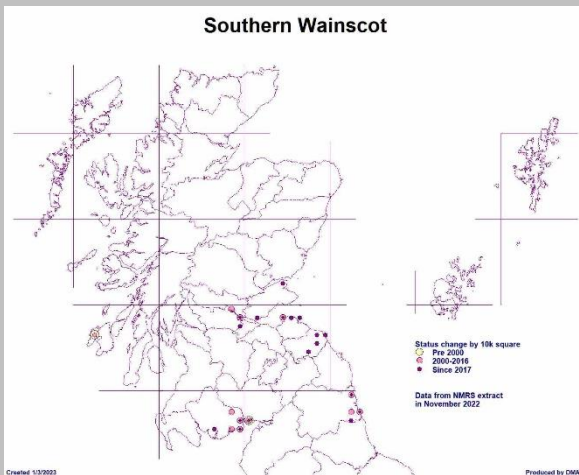 Southern Wainscot
Status change by 10k square
Pre 2000
2000-2016
Since 2017
Data from NMRS extract
in November 2022
Created 1/3/2023
Produced by DMA